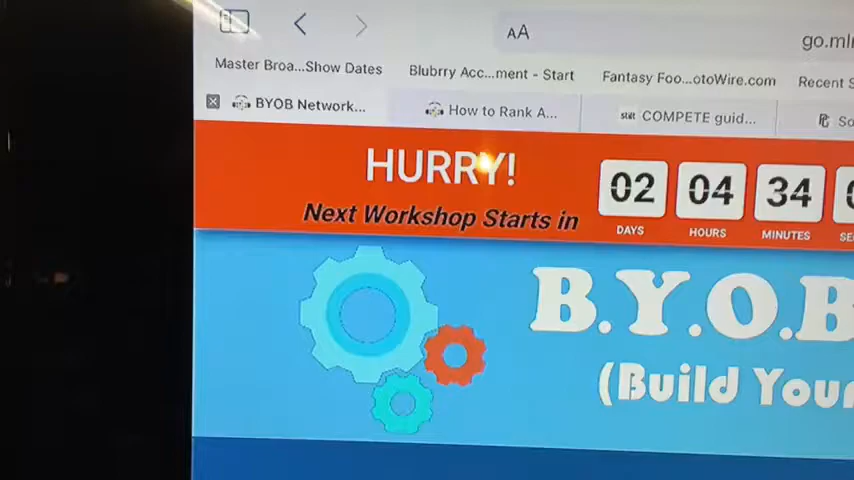 AA
go.mlr
Master Broa...Show Dates
Blubrry Acc...ment - Start
Fantasy Foo...otoWire.com
Recent S
BYOB Network...
How to Rank A...
COMPETE guid...
So
HURRY!
Next Workshop Starts in
02 04 34
DAYS HOURS MINUTES SE
B.Y.O.B
(Build Your